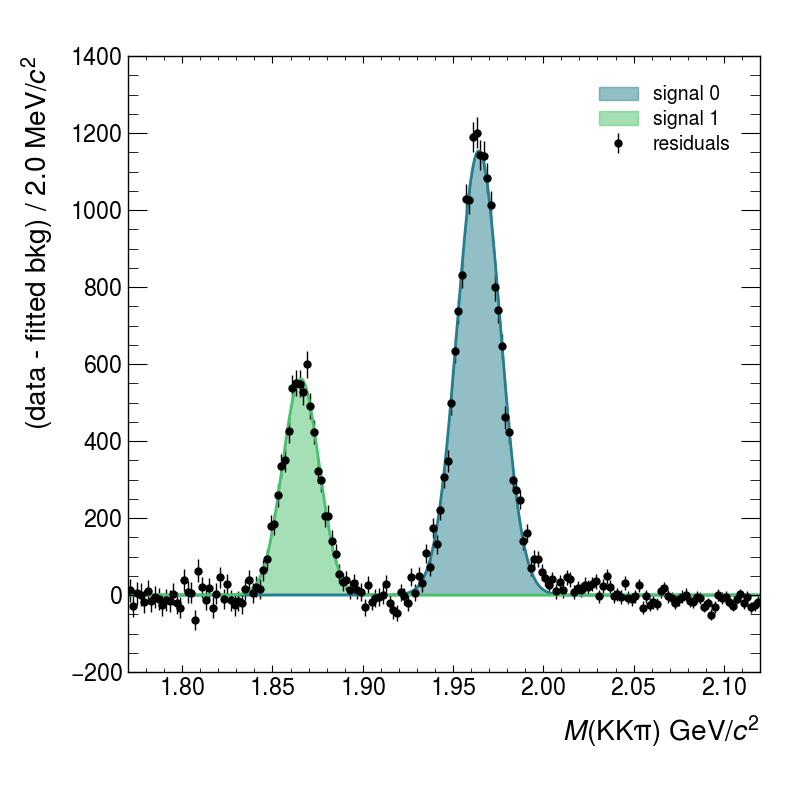 (data - fitted bkg) / 2.0 MeV/c²
1400
1200
1000
800
600
400
200
0
−200
signal 0
signal 1
residuals
1.80 1.85 1.90 1.95 2.00 2.05 2.10
M(KKπ) GeV/c²